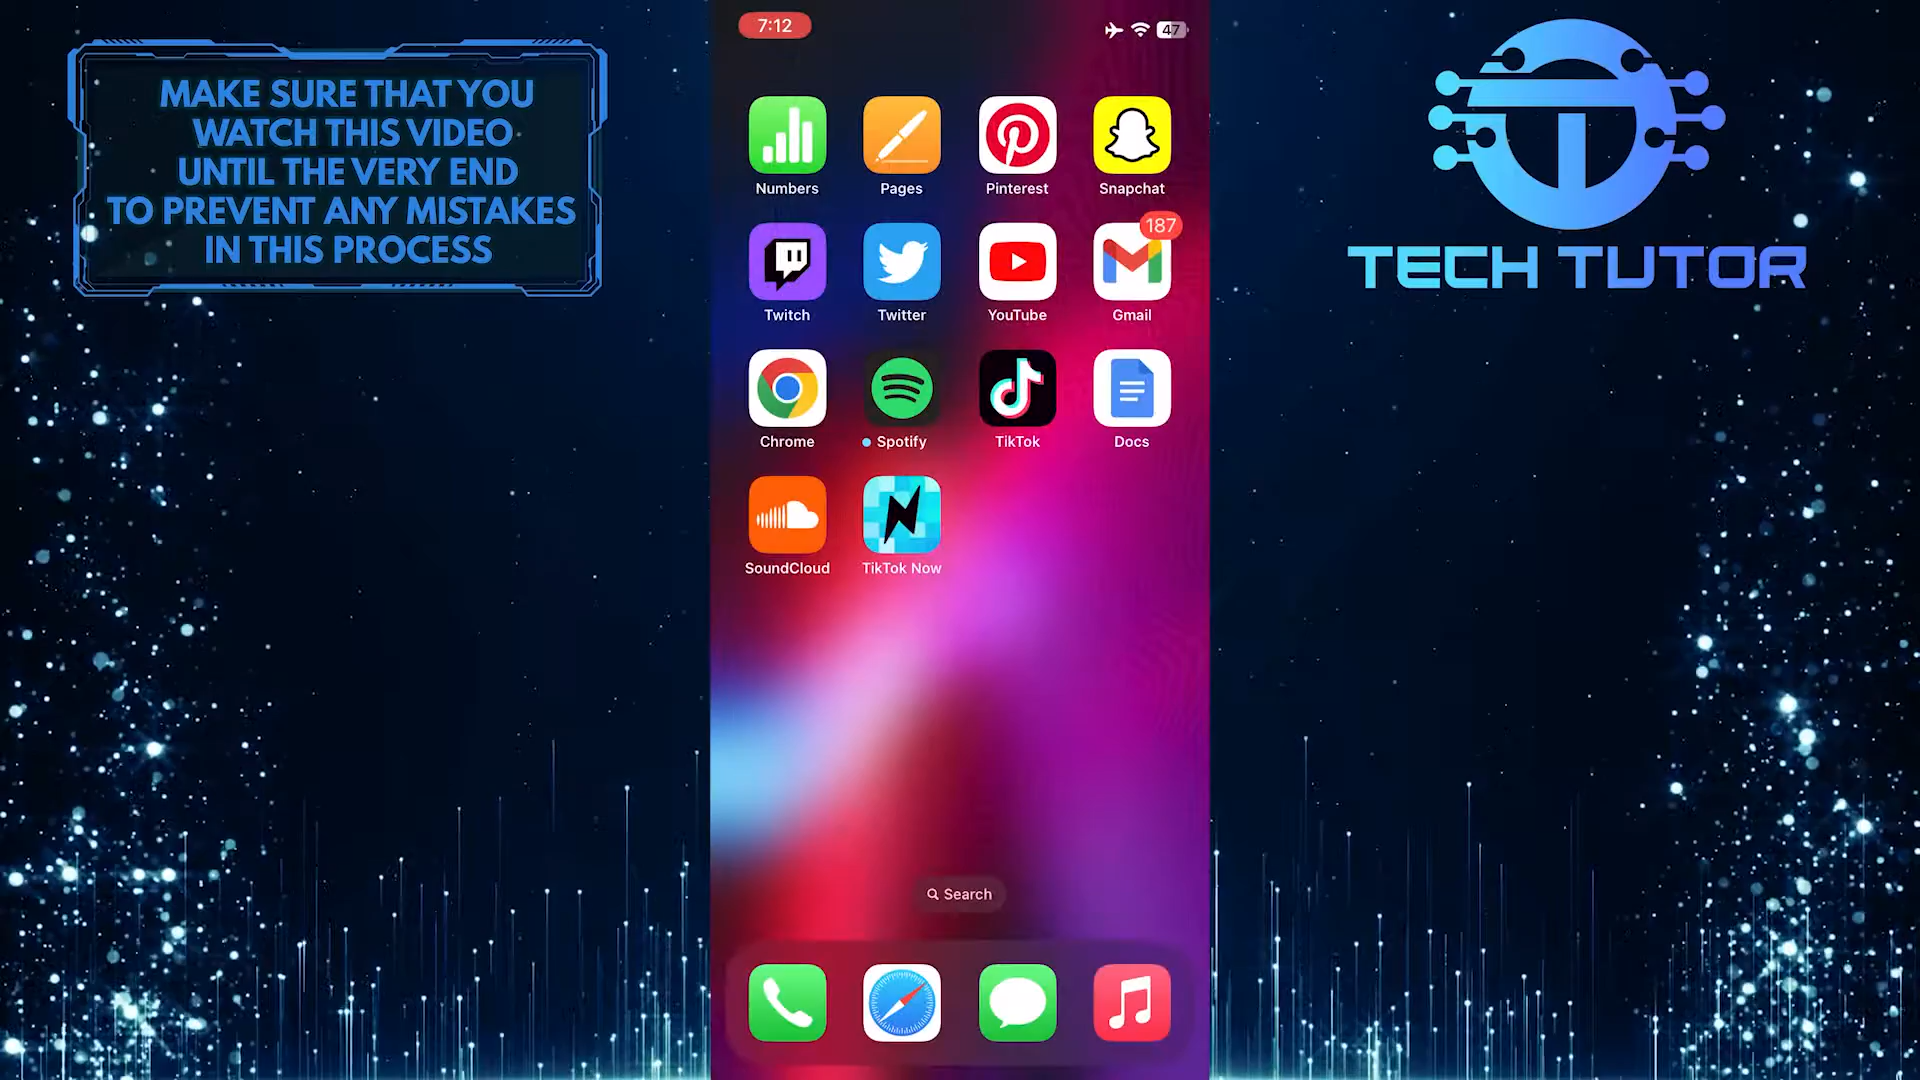 MAKE SURE THAT YOU
WATCH THIS VIDEO
UNTIL THE VERY END
TO PREVENT ANY MISTAKES
IN THIS PROCESS
7:12
47
Numbers
Pages
Pinterest
Snapchat
187
Twitch
Twitter
YouTube
Gmail
Chrome
Spotify
TikTok
Docs
SoundCloud
TikTok Now
Search
TECH TUTOR